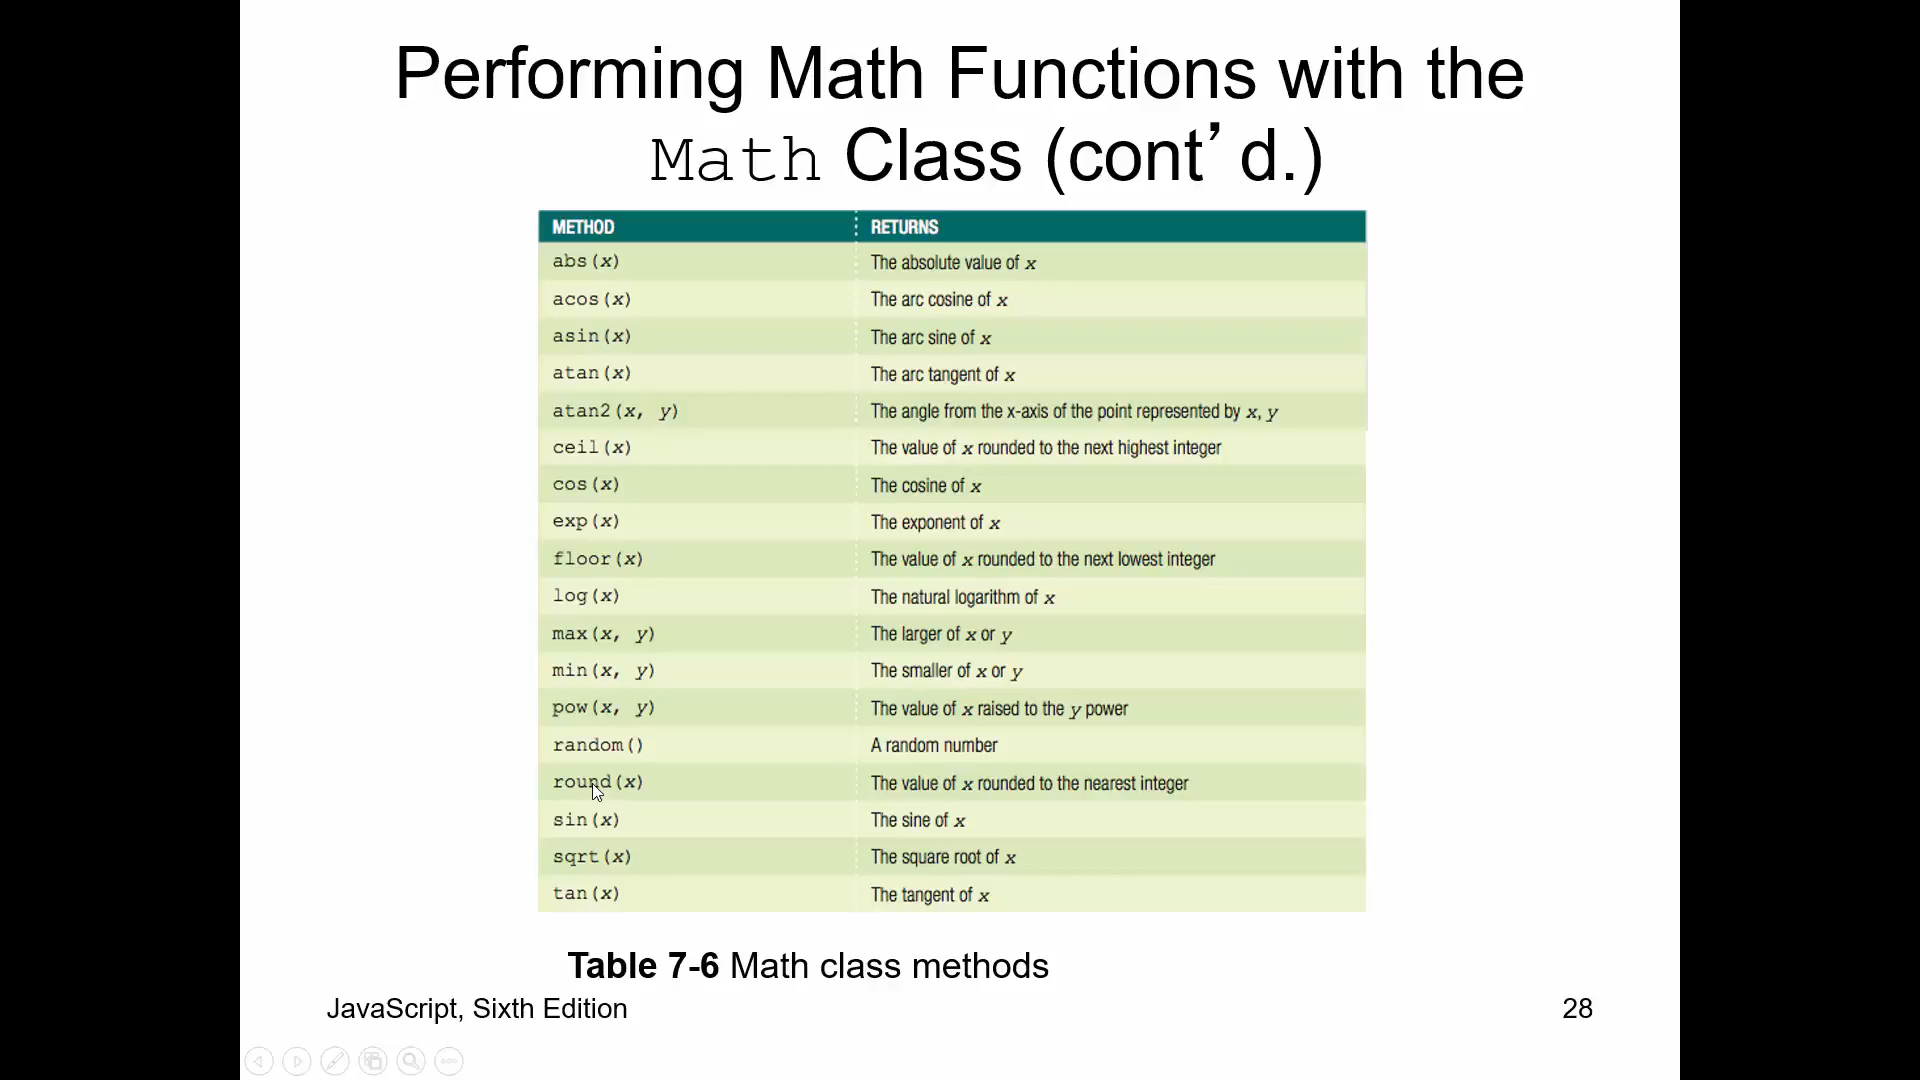 Performing Math Functions with the
Math Class (cont’d.)
METHOD RETURNS
abs(x) The absolute value of x
acos(x) The arc cosine of x
asin(x) The arc sine of x
atan(x) The arc tangent of x
atan2(x, y) The angle from the x-axis of the point represented by x, y
ceil(x) The value of x rounded to the next highest integer
cos(x) The cosine of x
exp(x) The exponent of x
floor(x) The value of x rounded to the next lowest integer
log(x) The natural logarithm of x
max(x, y) The larger of x or y
min(x, y) The smaller of x or y
pow(x, y) The value of x raised to the y power
random() A random number
round(x) The value of x rounded to the nearest integer
sin(x) The sine of x
sqrt(x) The square root of x
tan(x) The tangent of x
Table 7-6 Math class methods
JavaScript, Sixth Edition 28